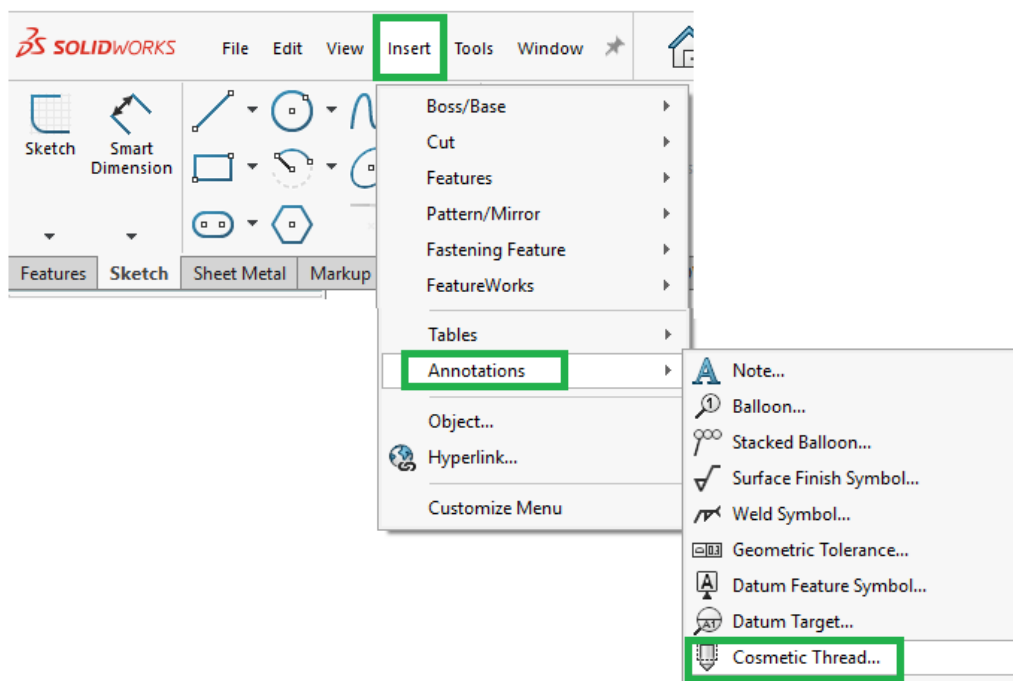 SOLIDWORKS File Edit View Insert Tools Window
Sketch Smart Dimension
Features Sketch Sheet Metal Markup
Boss/Base
Cut
Features
Pattern/Mirror
Fastening Feature
FeatureWorks
Tables
Annotations
Object...
Hyperlink...
Customize Menu
Note...
Balloon...
Stacked Balloon...
Surface Finish Symbol...
Weld Symbol...
Geometric Tolerance...
Datum Feature Symbol...
Datum Target...
Cosmetic Thread...